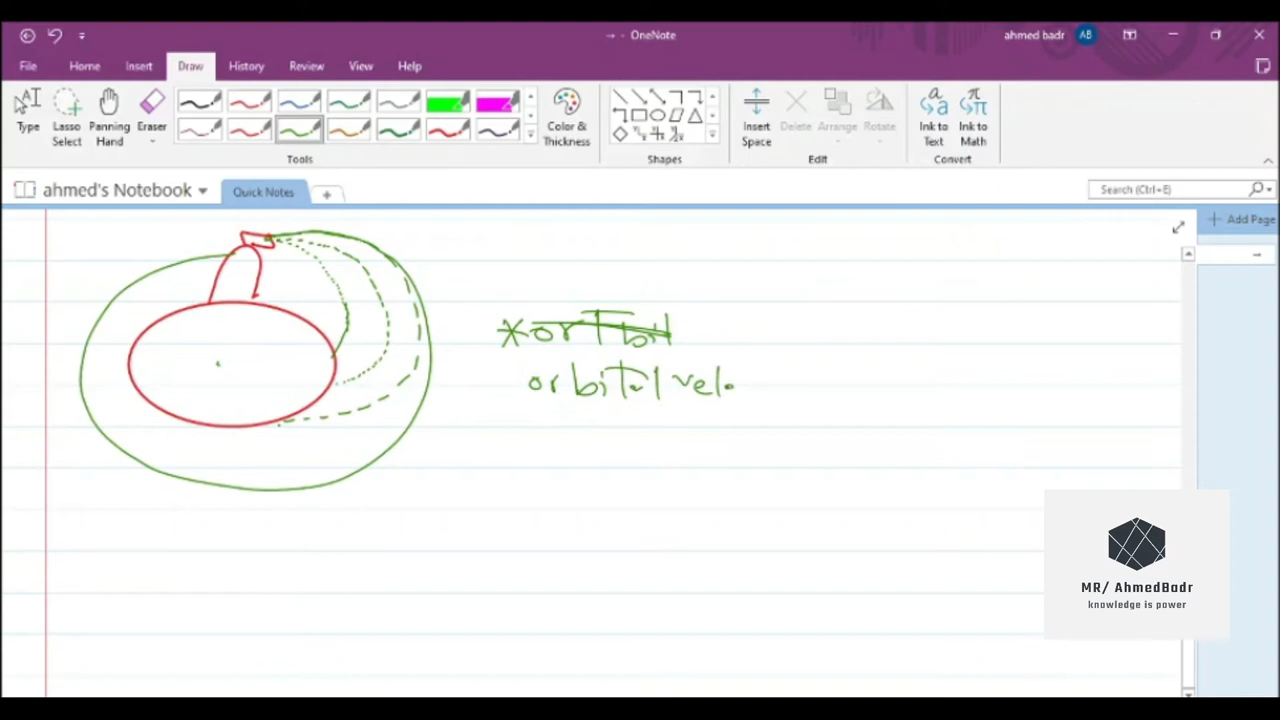 → - OneNote
ahmed badr
AB
File
Home
Insert
Draw
History
Review
View
Help
Type
Lasso Select
Panning Hand
Eraser
Color & Thickness
Insert Space
Delete
Arrange
Rotate
Ink to Text
Ink to Math
Tools
Shapes
Edit
Convert
ahmed's Notebook
Quick Notes
Search (Ctrl+E)
Add Page
→
*
orbital velo
MR/ AhmedBadr
knowledge is power